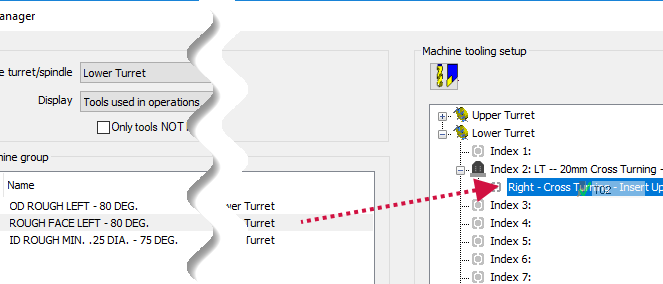 anager
e turret/spindle Lower Turret
Display Tools used in operations
Only tools NOT
hine group
Name
OD ROUGH LEFT - 80 DEG. wer Turret
ROUGH FACE LEFT - 80 DEG. Turret
ID ROUGH MIN. .25 DIA. - 75 DEG. Turret
Machine tooling setup
Upper Turret
Lower Turret
Index 1:
Index 2: LT -- 20mm Cross Turning -
Right - Cross Turning - Insert Up
T02
Index 3:
Index 4:
Index 5:
Index 6:
Index 7: